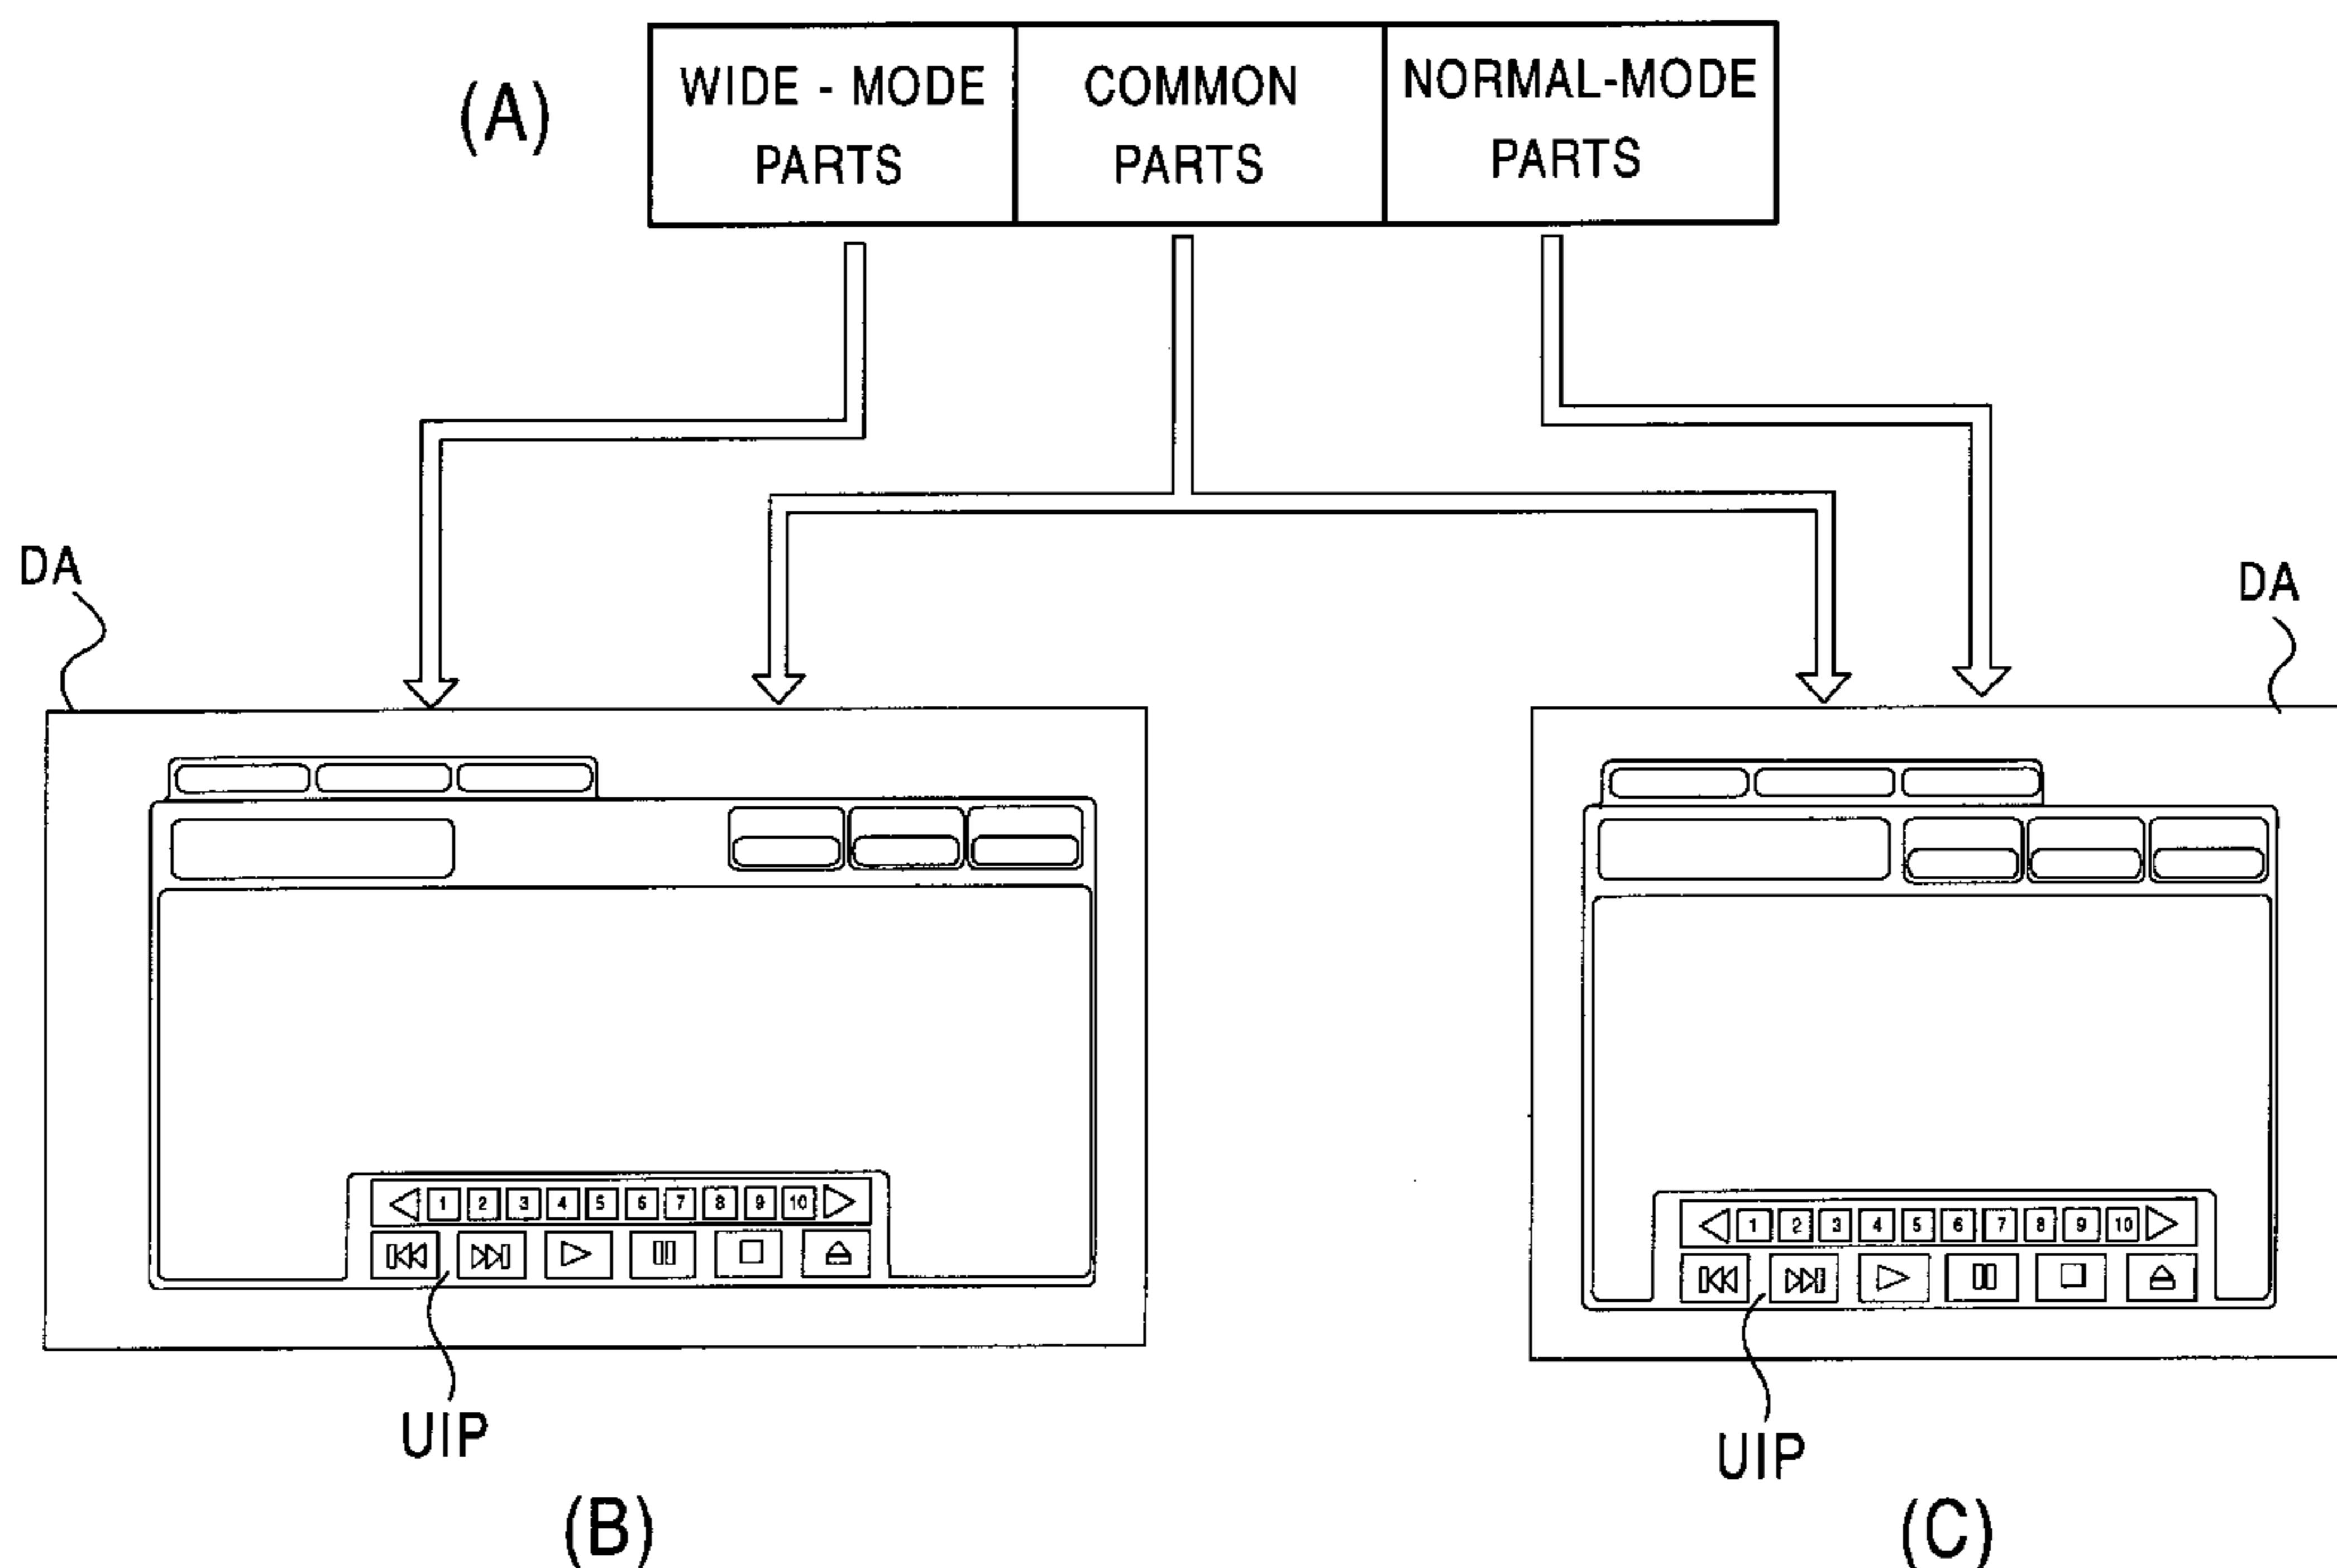 (A)
WIDE - MODE PARTS
COMMON PARTS
NORMAL-MODE PARTS
DA
DA
1 2 3 4 5 6 7 8 9 10
1 2 3 4 5 6 7 8 9 10
UIP
UIP
(B)
(C)